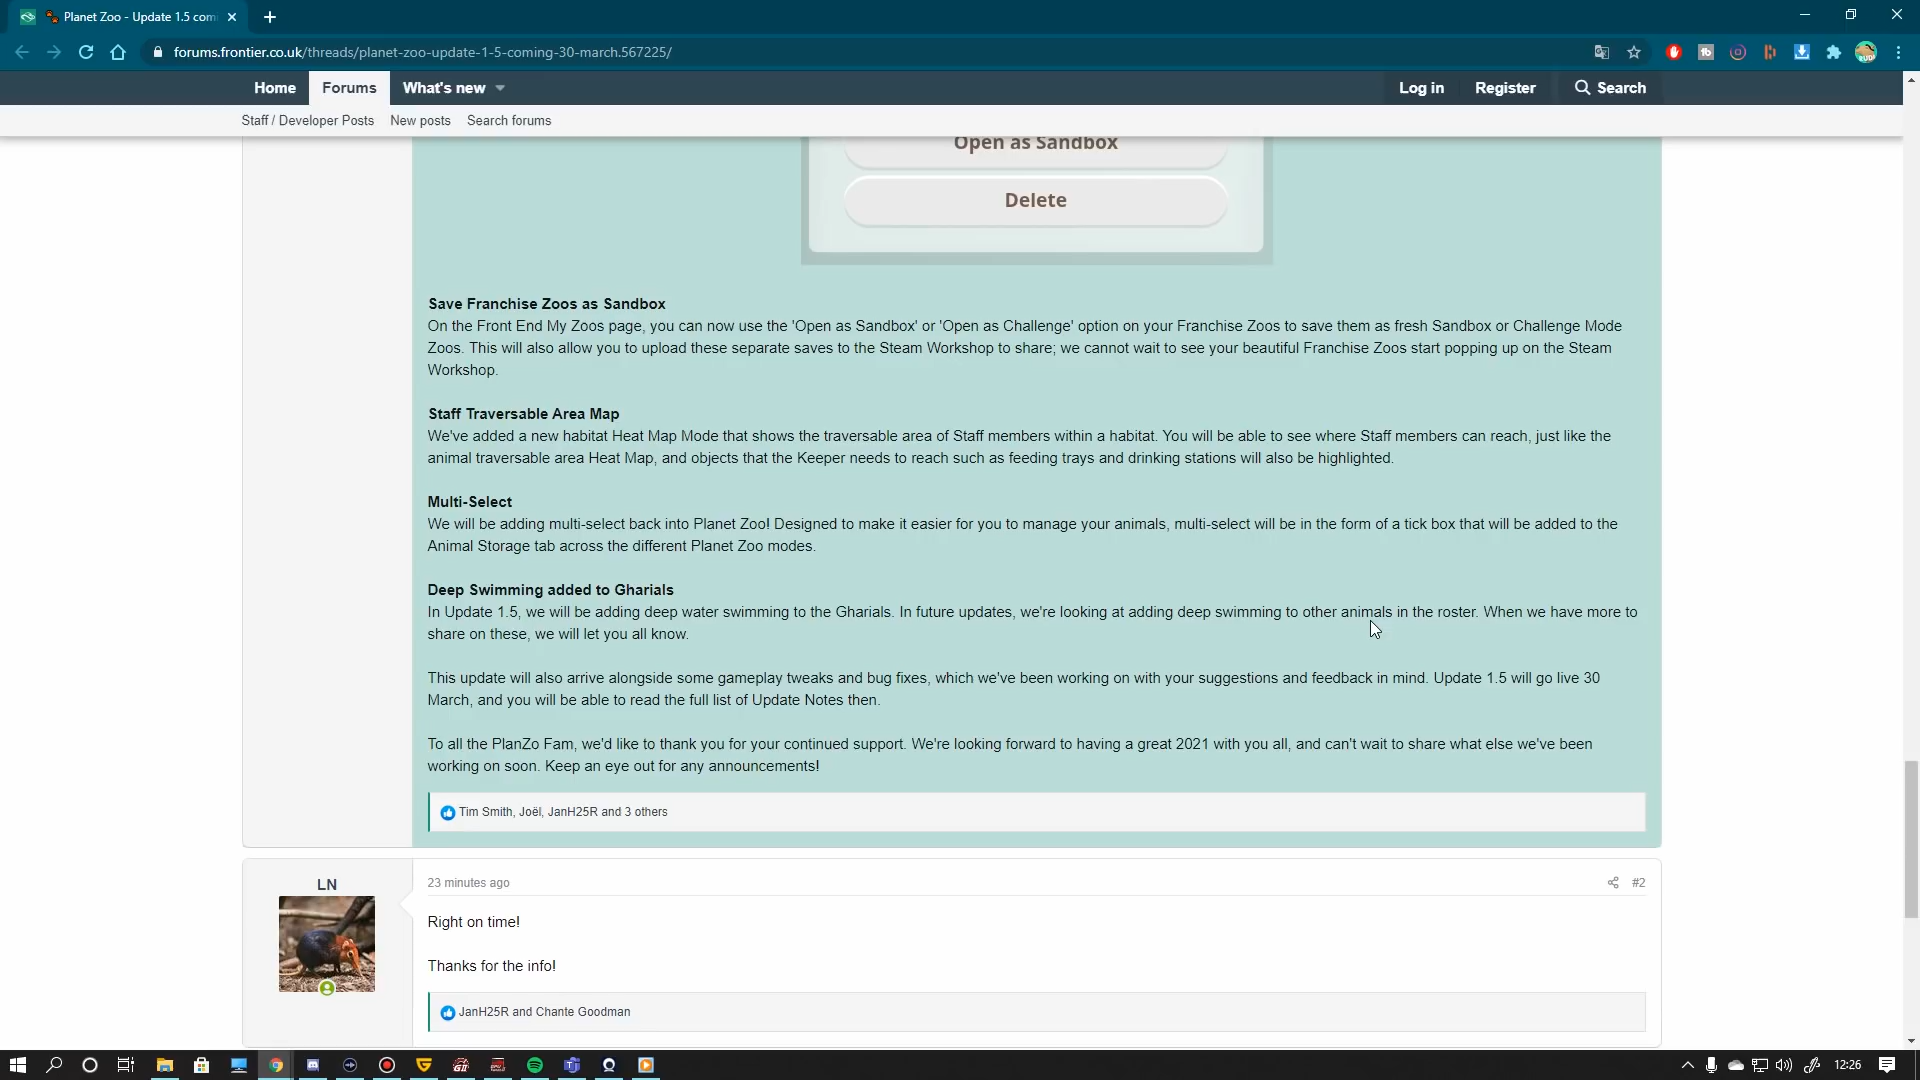 Planet Zoo - Update 1.5 com
forums.frontier.co.uk/threads/planet-zoo-update-1-5-coming-30-march.567225/
Home Forums What's new Log in Register Search
Staff / Developer Posts New posts Search forums
Open as Sandbox
Delete
Save Franchise Zoos as Sandbox
On the Front End My Zoos page, you can now use the 'Open as Sandbox' or 'Open as Challenge' option on your Franchise Zoos to save them as fresh Sandbox or Challenge Mode
Zoos. This will also allow you to upload these separate saves to the Steam Workshop to share; we cannot wait to see your beautiful Franchise Zoos start popping up on the Steam
Workshop.
Staff Traversable Area Map
We've added a new habitat Heat Map Mode that shows the traversable area of Staff members within a habitat. You will be able to see where Staff members can reach, just like the
animal traversable area Heat Map, and objects that the Keeper needs to reach such as feeding trays and drinking stations will also be highlighted.
Multi-Select
We will be adding multi-select back into Planet Zoo! Designed to make it easier for you to manage your animals, multi-select will be in the form of a tick box that will be added to the
Animal Storage tab across the different Planet Zoo modes.
Deep Swimming added to Gharials
In Update 1.5, we will be adding deep water swimming to the Gharials. In future updates, we're looking at adding deep swimming to other animals in the roster. When we have more to
share on these, we will let you all know.
This update will also arrive alongside some gameplay tweaks and bug fixes, which we've been working on with your suggestions and feedback in mind. Update 1.5 will go live 30
March, and you will be able to read the full list of Update Notes then.
To all the PlanZo Fam, we'd like to thank you for your continued support. We're looking forward to having a great 2021 with you all, and can't wait to share what else we've been
working on soon. Keep an eye out for any announcements!
Tim Smith, Joël, JanH25R and 3 others
LN
23 minutes ago #2
Right on time!
Thanks for the info!
JanH25R and Chante Goodman
12:26